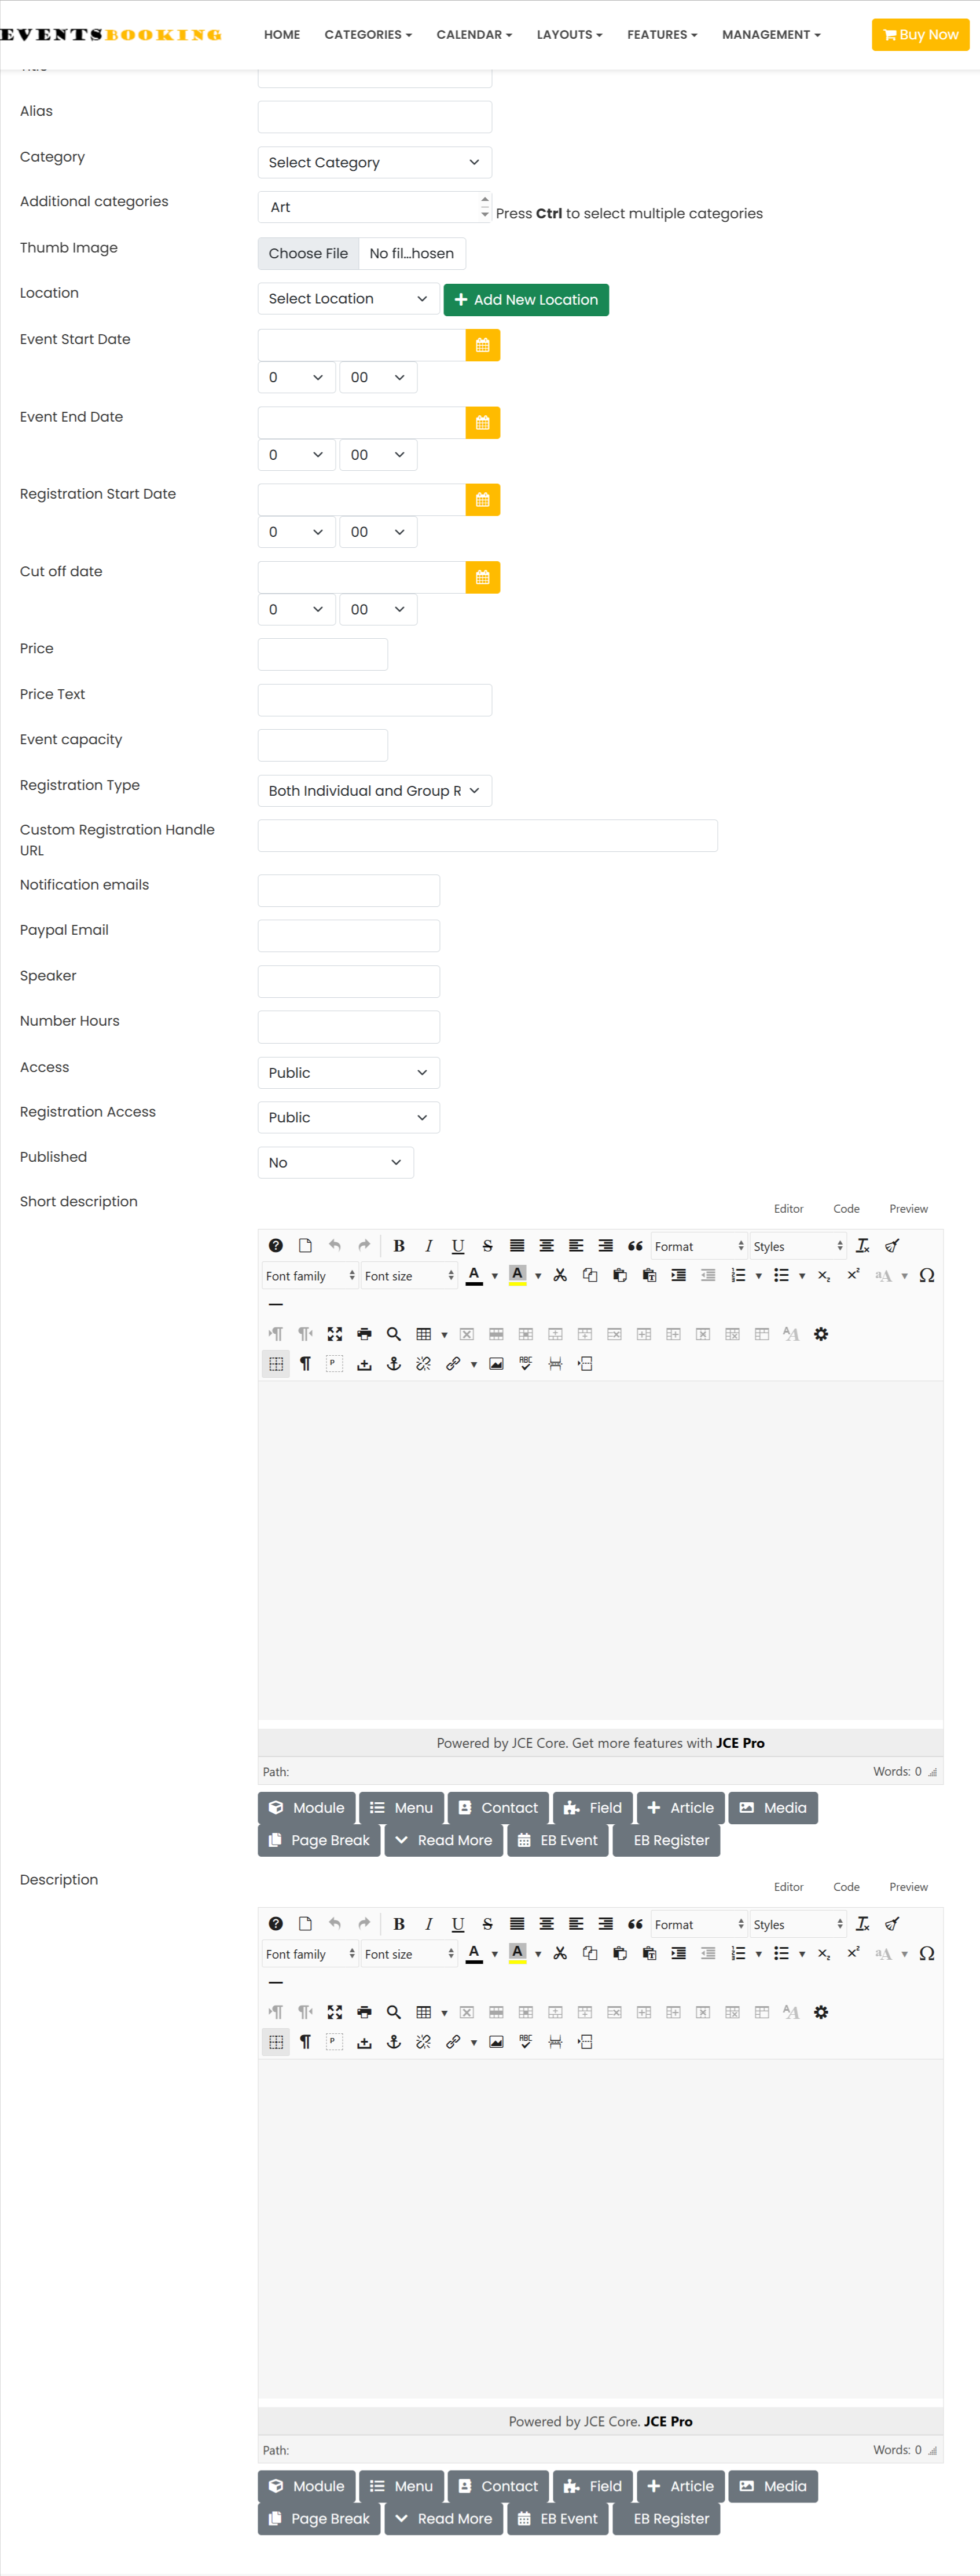 EVENTSBOOKING
HOME CATEGORIES CALENDAR LAYOUTS FEATURES MANAGEMENT Buy Now
Alias
Category Select Category
Additional categories Art Press Ctrl to select multiple categories
Thumb Image Choose File No fil...hosen
Location Select Location Add New Location
Event Start Date
0 00
Event End Date
0 00
Registration Start Date
0 00
Cut off date
0 00
Price
Price Text
Event capacity
Registration Type Both Individual and Group R
Custom Registration Handle
URL
Notification emails
Paypal Email
Speaker
Number Hours
Access Public
Registration Access Public
Published No
Short description
Editor Code Preview
B I U S Format Styles
Font family Font size A A
P ABC
Powered by JCE Core. Get more features with JCE Pro
Path: Words: 0
Module Menu Contact Field Article Media
Page Break Read More EB Event EB Register
Description
Editor Code Preview
B I U S Format Styles
Font family Font size A A
P ABC
Powered by JCE Core. JCE Pro
Path: Words: 0
Module Menu Contact Field Article Media
Page Break Read More EB Event EB Register